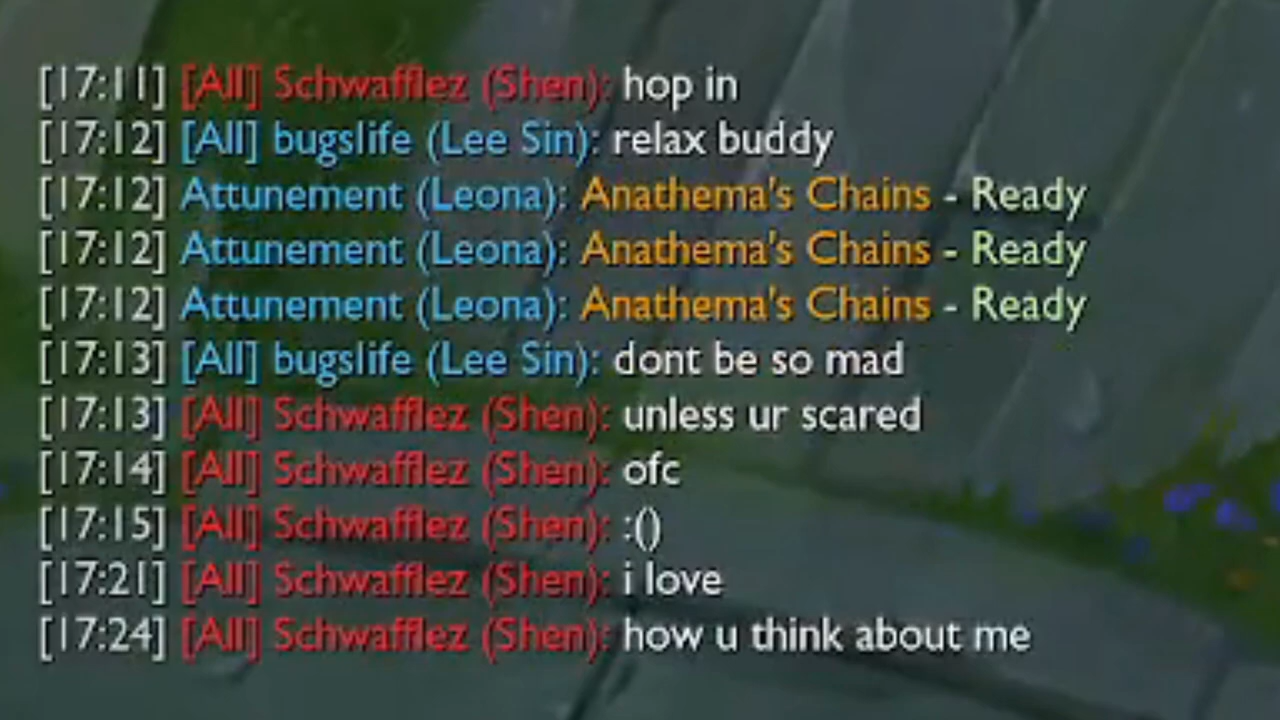 [17:11] [All] Schwafflez (Shen): hop in
[17:12] [All] bugslife (Lee Sin): relax buddy
[17:12] Attunement (Leona): Anathema's Chains - Ready
[17:12] Attunement (Leona): Anathema's Chains - Ready
[17:12] Attunement (Leona): Anathema's Chains - Ready
[17:13] [All] bugslife (Lee Sin): dont be so mad
[17:13] [All] Schwafflez (Shen): unless ur scared
[17:14] [All] Schwafflez (Shen): ofc
[17:15] [All] Schwafflez (Shen): :()
[17:21] [All] Schwafflez (Shen): i love
[17:24] [All] Schwafflez (Shen): how u think about me